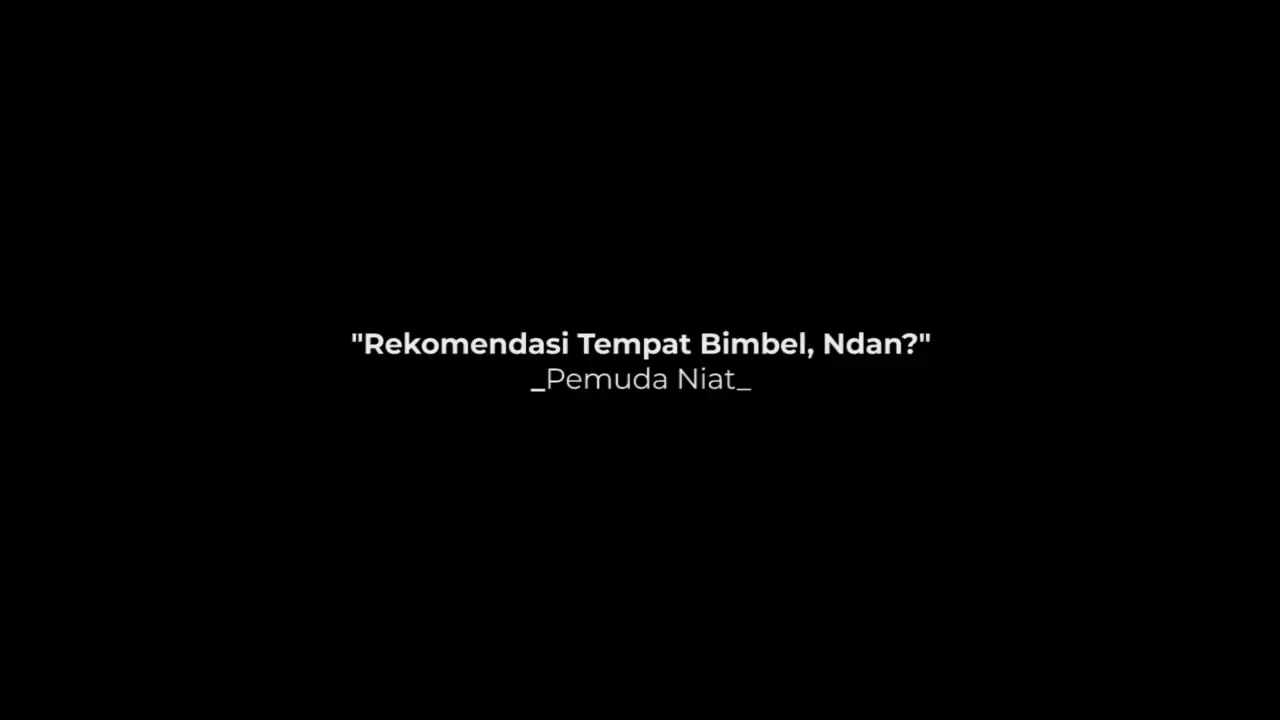 "Rekomendasi Tempat Bimbel, Ndan?"
_Pemuda Niat_